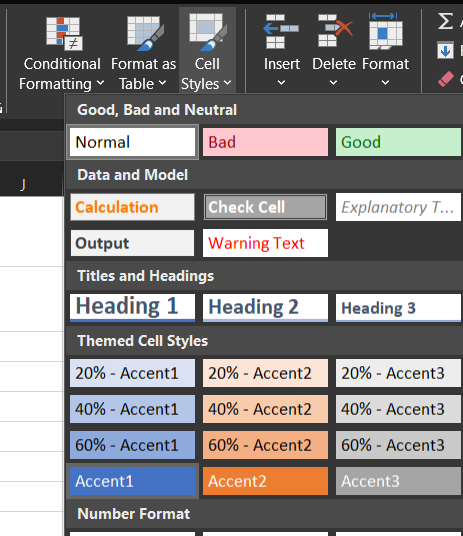 Conditional Formatting
Format as Table
Cell Styles
Insert
Delete
Format
Σ
J
Good, Bad and Neutral
Normal
Bad
Good
Data and Model
Calculation
Check Cell
Explanatory T...
Output
Warning Text
Titles and Headings
Heading 1
Heading 2
Heading 3
Themed Cell Styles
20% - Accent1
20% - Accent2
20% - Accent3
40% - Accent1
40% - Accent2
40% - Accent3
60% - Accent1
60% - Accent2
60% - Accent3
Accent1
Accent2
Accent3
Number Format